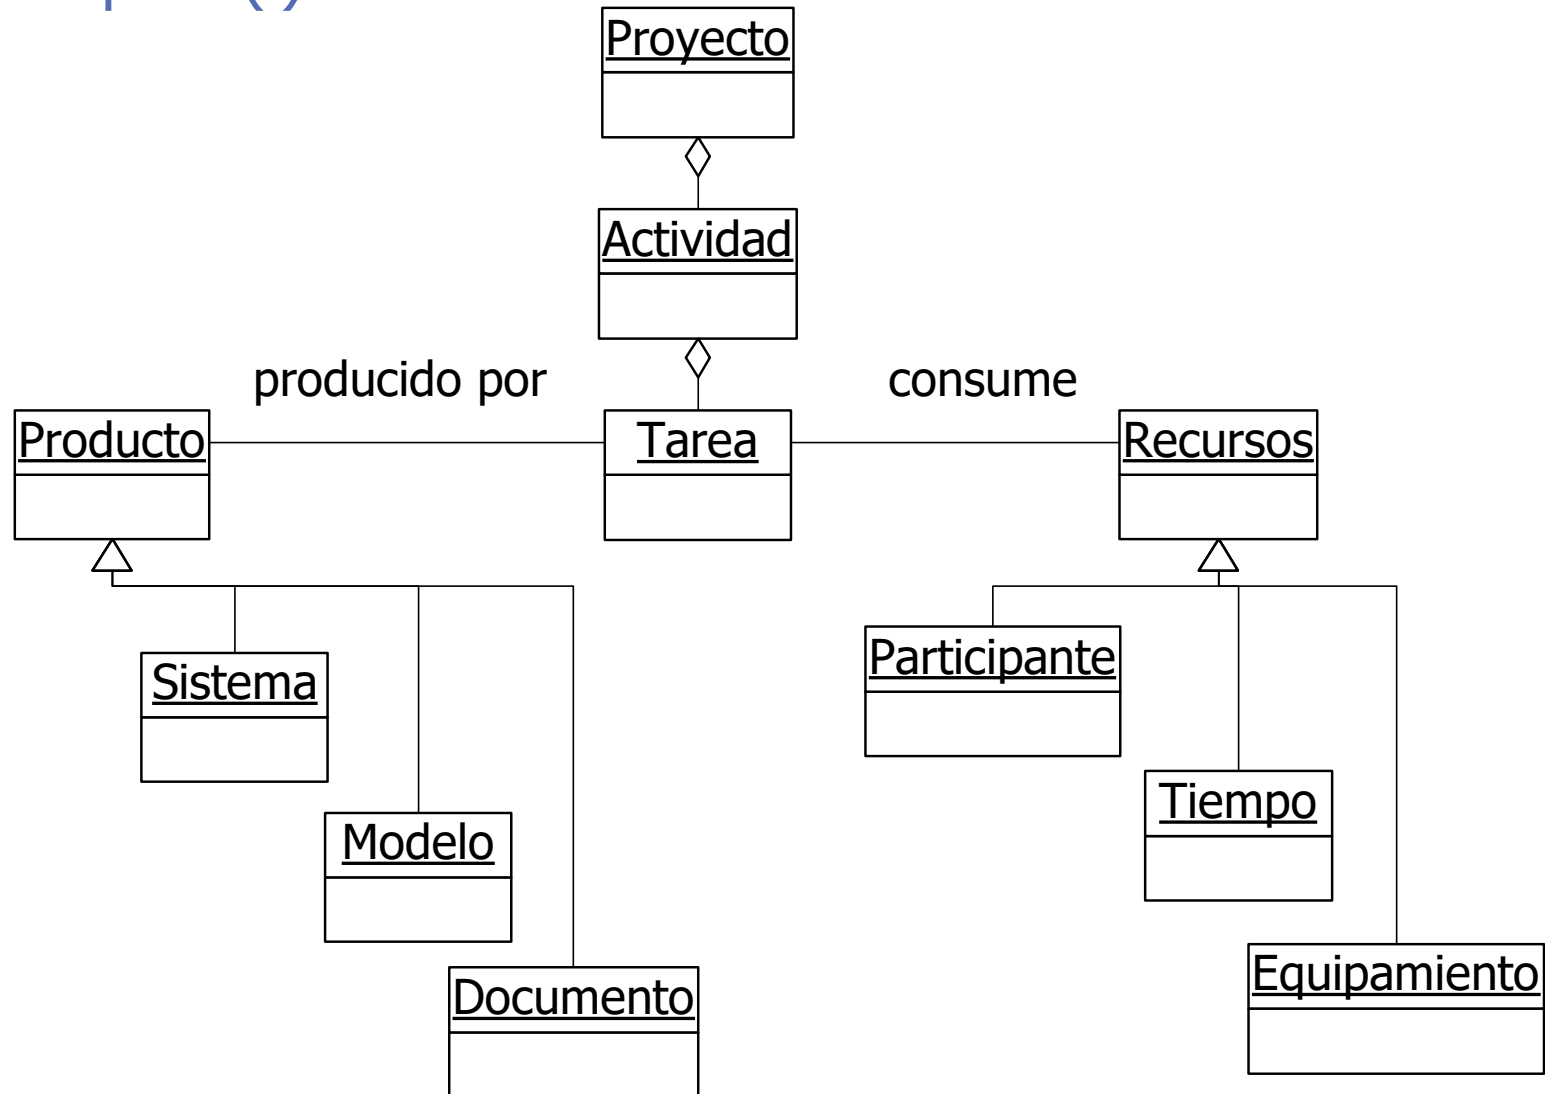 Proyecto
Actividad
producido por
consume
Producto
Tarea
Recursos
Participante
Sistema
Tiempo
Modelo
Equipamiento
Documento